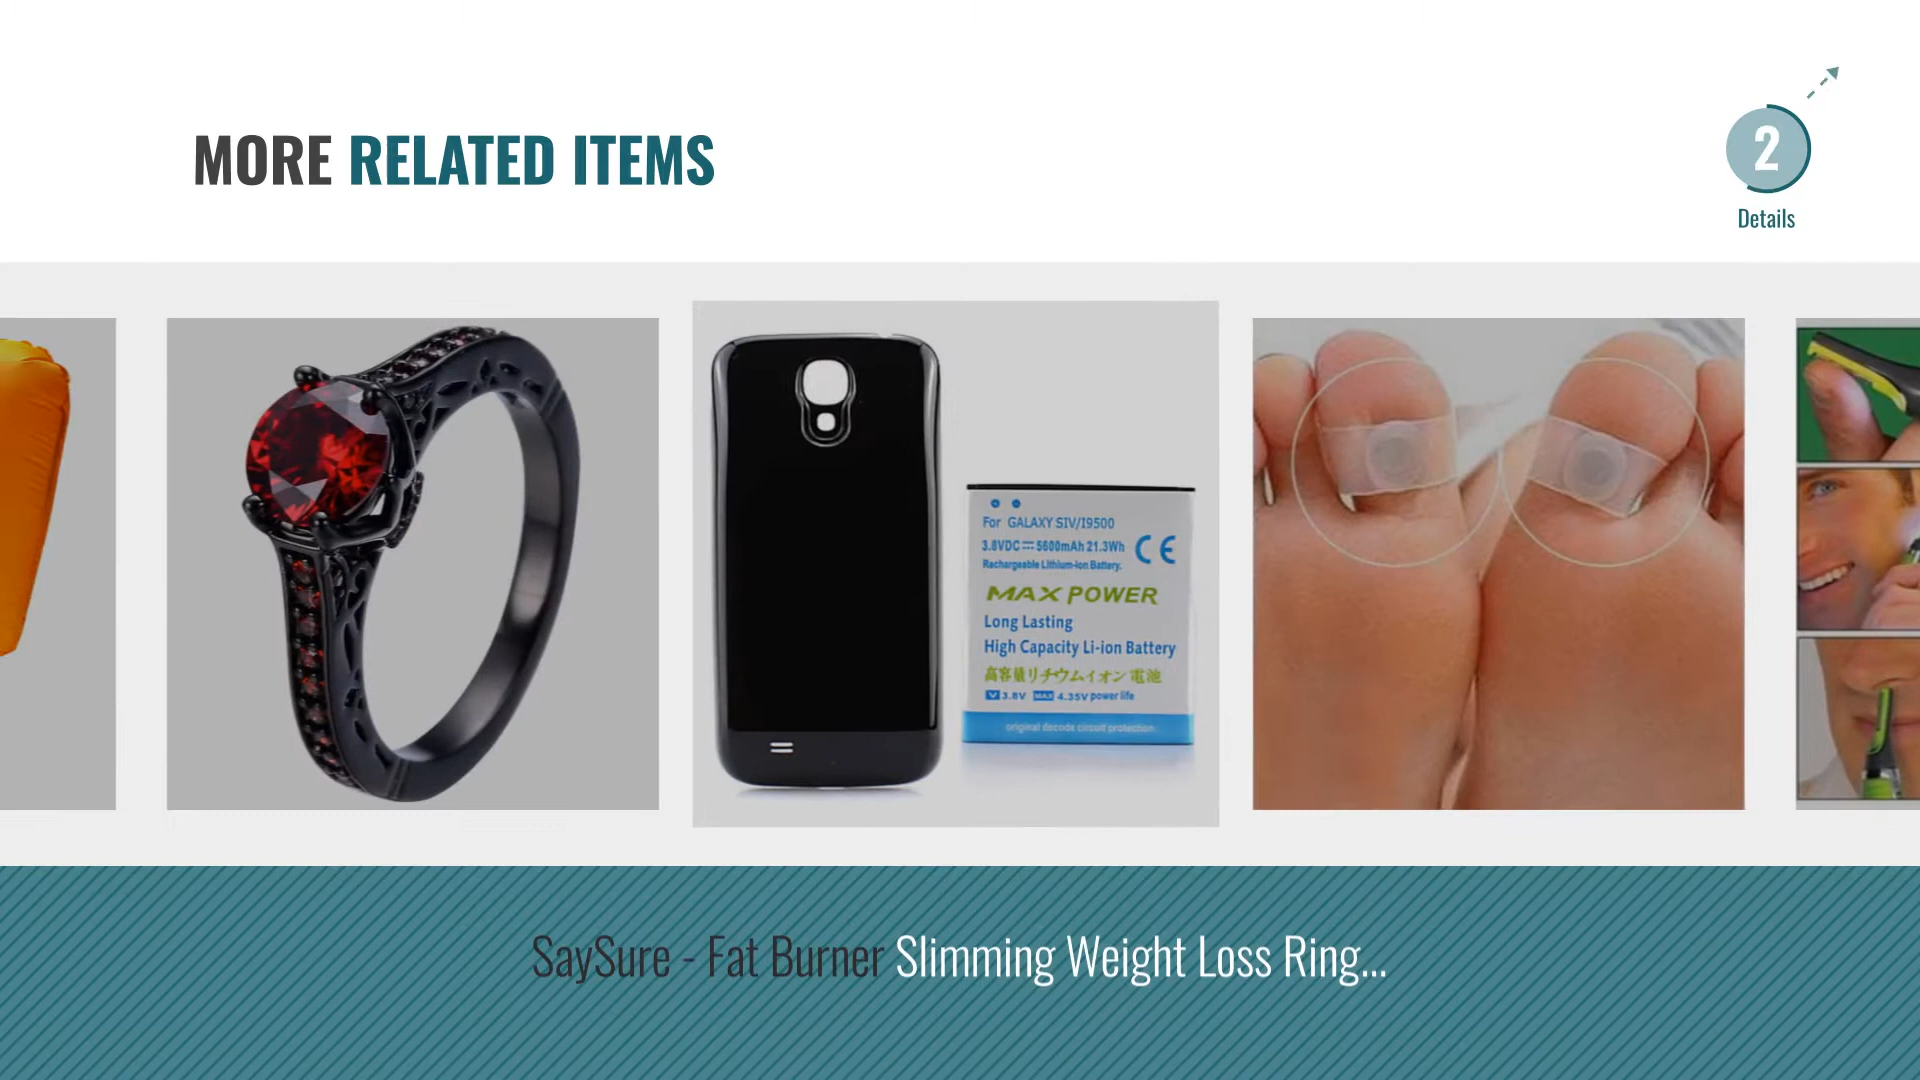 MORE RELATED ITEMS
2
Details
For GALAXY SIV/I9500
3.8VDC 5600mAh 21.3Wh
CE
Rechargeable Lithium-ion Battery.
MAX POWER
Long Lasting
High Capacity Li-ion Battery
高容量リチウムイオン電池
V 3.8V MAX 4.35V power life
original decode circuit protection
SaySure - Fat Burner Slimming Weight Loss Ring...